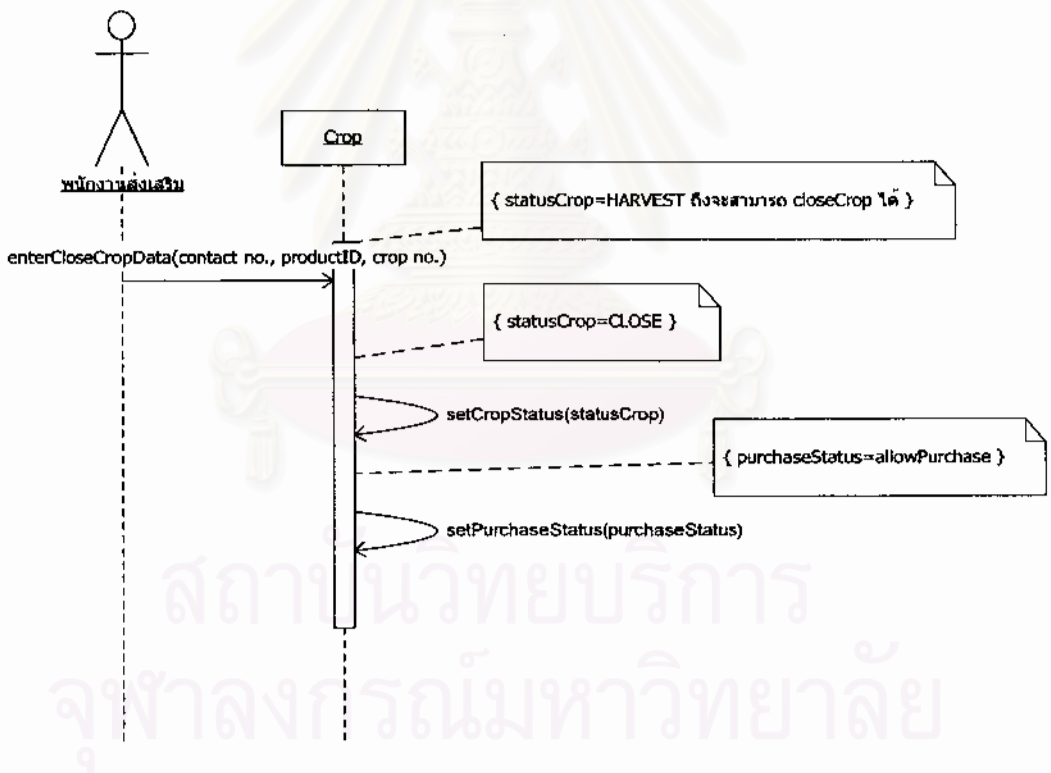 Crop
พนักงานส่งเสริม
{ statusCrop=HARVEST ถึงจะสามารถ closeCrop ได้ }
enterCloseCropData(contact no., productID, crop no.)
{ statusCrop=CLOSE }
setCropStatus(statusCrop)
{ purchaseStatus=allowPurchase }
setPurchaseStatus(purchaseStatus)
สถาบันวิทยบริการ
จุฬาลงกรณ์มหาวิทยาลัย